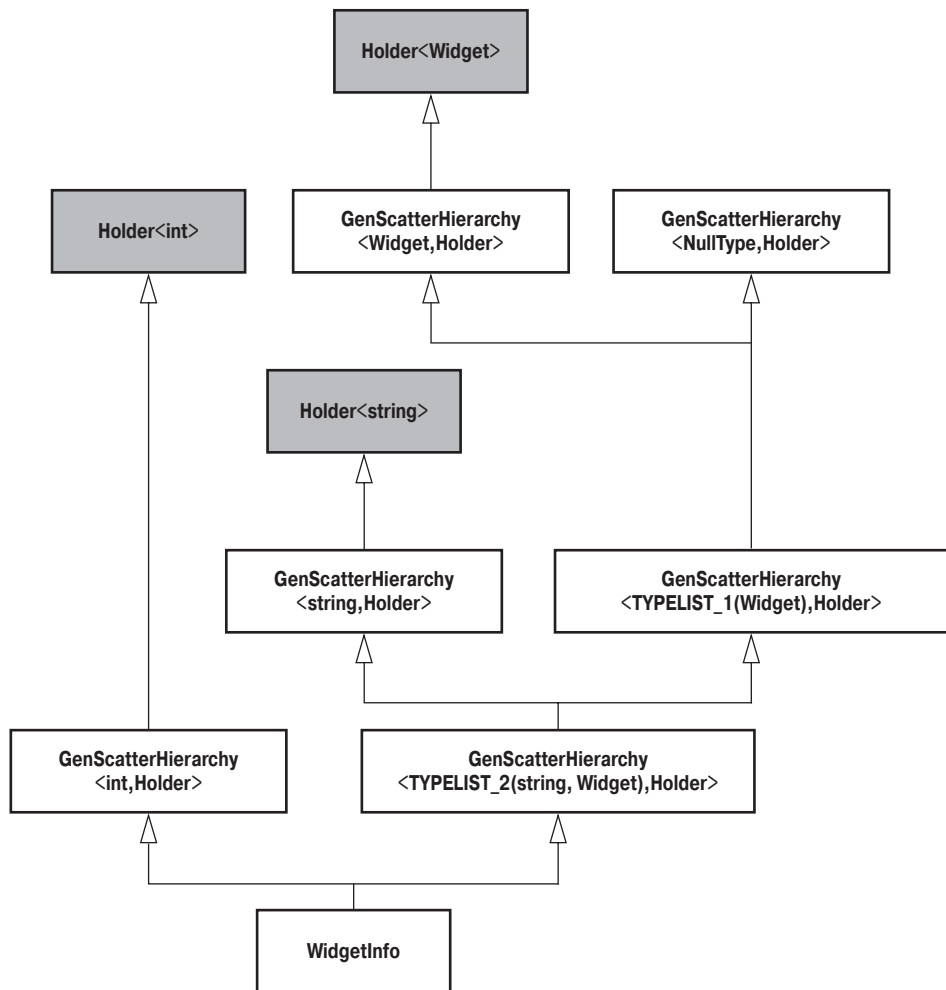 Holder<Widget>
Holder<int>
GenScatterHierarchy
<Widget,Holder>
GenScatterHierarchy
<NullType,Holder>
Holder<string>
GenScatterHierarchy
<string,Holder>
GenScatterHierarchy
<TYPELIST_1(Widget),Holder>
GenScatterHierarchy
<int,Holder>
GenScatterHierarchy
<TYPELIST_2(string, Widget),Holder>
WidgetInfo